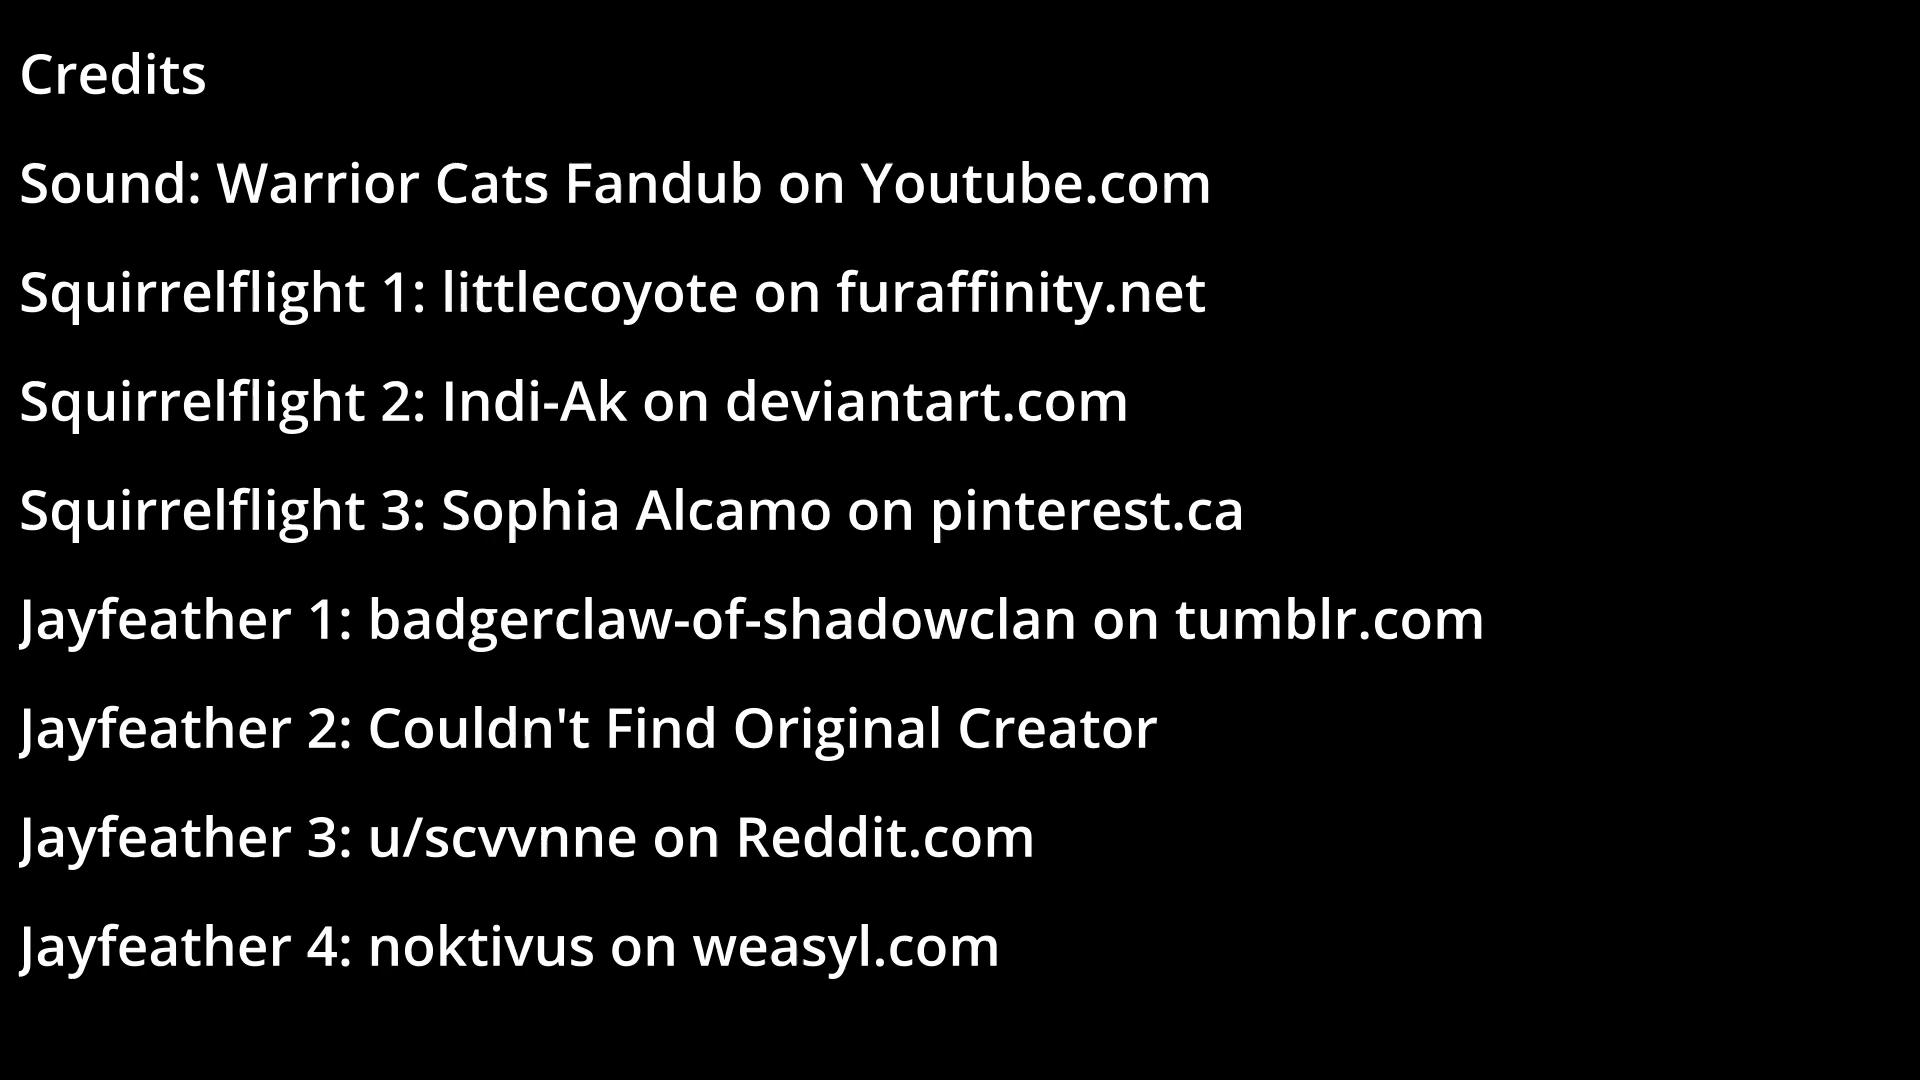 Credits
Sound: Warrior Cats Fandub on Youtube.com
Squirrelflight 1: littlecoyote on furaffinity.net
Squirrelflight 2: Indi-Ak on deviantart.com
Squirrelflight 3: Sophia Alcamo on pinterest.ca
Jayfeather 1: badgerclaw-of-shadowclan on tumblr.com
Jayfeather 2: Couldn't Find Original Creator
Jayfeather 3: u/scvvnne on Reddit.com
Jayfeather 4: noktivus on weasyl.com